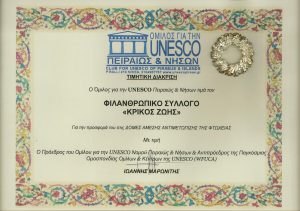 ΟΜΙΛΟΣ ΓΙΑ ΤΗΝ
UNESCO
ΠΕΙΡΑΙΩΣ & ΝΗΣΩΝ
CLUB FOR UNESCO OF PIRAEUS & ISLANDS
ΤΙΜΗΤΙΚΗ ΔΙΑΚΡΙΣΗ
Ο Όμιλος για την UNESCO Πειραιώς & Νήσων τιμά τον
ΦΙΛΑΝΘΡΩΠΙΚΟ ΣΥΛΛΟΓΟ
«ΚΡΙΚΟΣ ΖΩΗΣ»
Για την προσφορά του στις ΔΟΜΕΣ ΑΜΕΣΗΣ ΑΝΤΙΜΕΤΩΠΙΣΗΣ ΤΗΣ ΦΤΩΧΕΙΑΣ
Με τιμή
Ο Πρόεδρος του Ομίλου για την UNESCO Νομού Πειραιώς & Νήσων & Αντιπρόεδρος της Παγκόσμιας
Ομοσπονδίας Ομίλων & Κέντρων της UNESCO (WFUCA)
ΙΩΑΝΝΗΣ ΜΑΡΩΝΙΤΗΣ